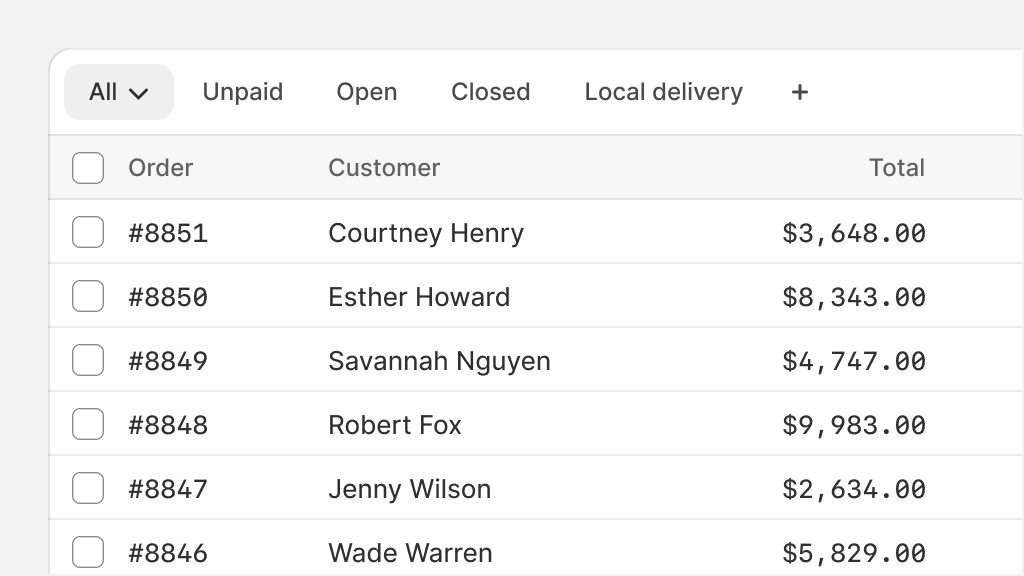 All Unpaid Open Closed Local delivery +
Order Customer Total
#8851 Courtney Henry $3,648.00
#8850 Esther Howard $8,343.00
#8849 Savannah Nguyen $4,747.00
#8848 Robert Fox $9,983.00
#8847 Jenny Wilson $2,634.00
#8846 Wade Warren $5,829.00